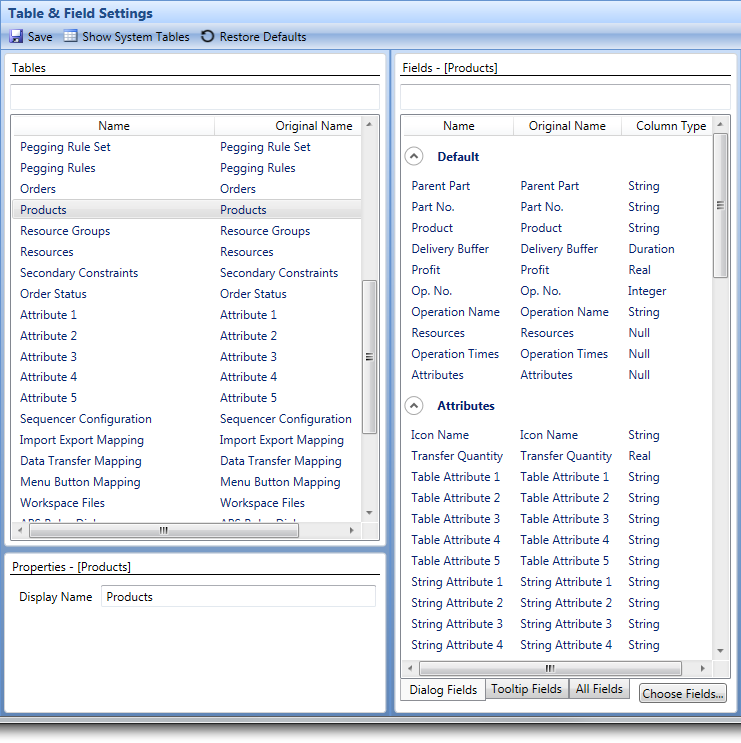 Table & Field Settings
Save Show System Tables Restore Defaults
Tables
Name Original Name
Pegging Rule Set Pegging Rule Set
Pegging Rules Pegging Rules
Orders Orders
Products Products
Resource Groups Resource Groups
Resources Resources
Secondary Constraints Secondary Constraints
Order Status Order Status
Attribute 1 Attribute 1
Attribute 2 Attribute 2
Attribute 3 Attribute 3
Attribute 4 Attribute 4
Attribute 5 Attribute 5
Sequencer Configuration Sequencer Configuration
Import Export Mapping Import Export Mapping
Data Transfer Mapping Data Transfer Mapping
Menu Button Mapping Menu Button Mapping
Workspace Files Workspace Files
Properties - [Products]
Display Name Products
Fields - [Products]
Name Original Name Column Type
Default
Parent Part Parent Part String
Part No. Part No. String
Product Product String
Delivery Buffer Delivery Buffer Duration
Profit Profit Real
Op. No. Op. No. Integer
Operation Name Operation Name String
Resources Resources Null
Operation Times Operation Times Null
Attributes Attributes Null
Attributes
Icon Name Icon Name String
Transfer Quantity Transfer Quantity Real
Table Attribute 1 Table Attribute 1 String
Table Attribute 2 Table Attribute 2 String
Table Attribute 3 Table Attribute 3 String
Table Attribute 4 Table Attribute 4 String
Table Attribute 5 Table Attribute 5 String
String Attribute 1 String Attribute 1 String
String Attribute 2 String Attribute 2 String
String Attribute 3 String Attribute 3 String
String Attribute 4 String Attribute 4 String
Dialog Fields Tooltip Fields All Fields Choose Fields...